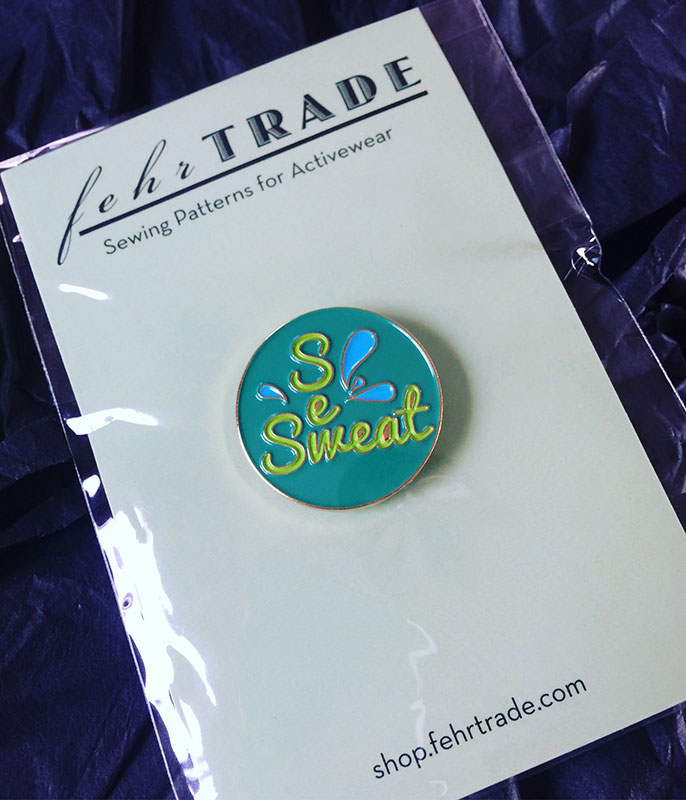 fehrTRADE
Sewing Patterns for Activewear
S
e
Sweat
shop.fehrtrade.com